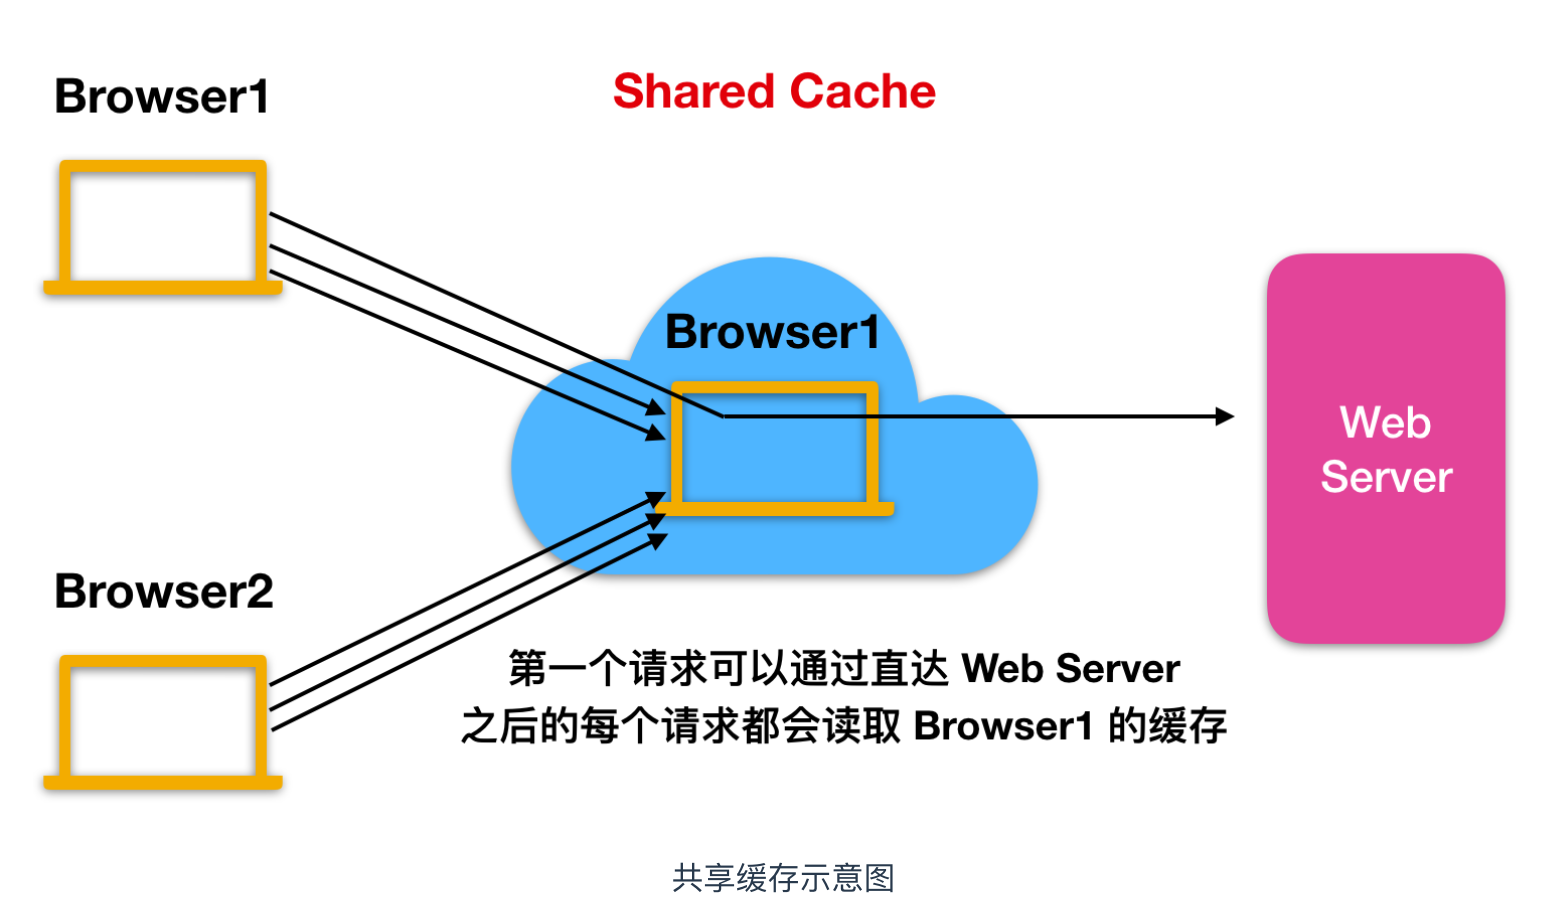 Browser1
Shared Cache
Browser1
Web
Server
Browser2
第一个请求可以通过直达 Web Server
之后的每个请求都会读取 Browser1 的缓存
共享缓存示意图